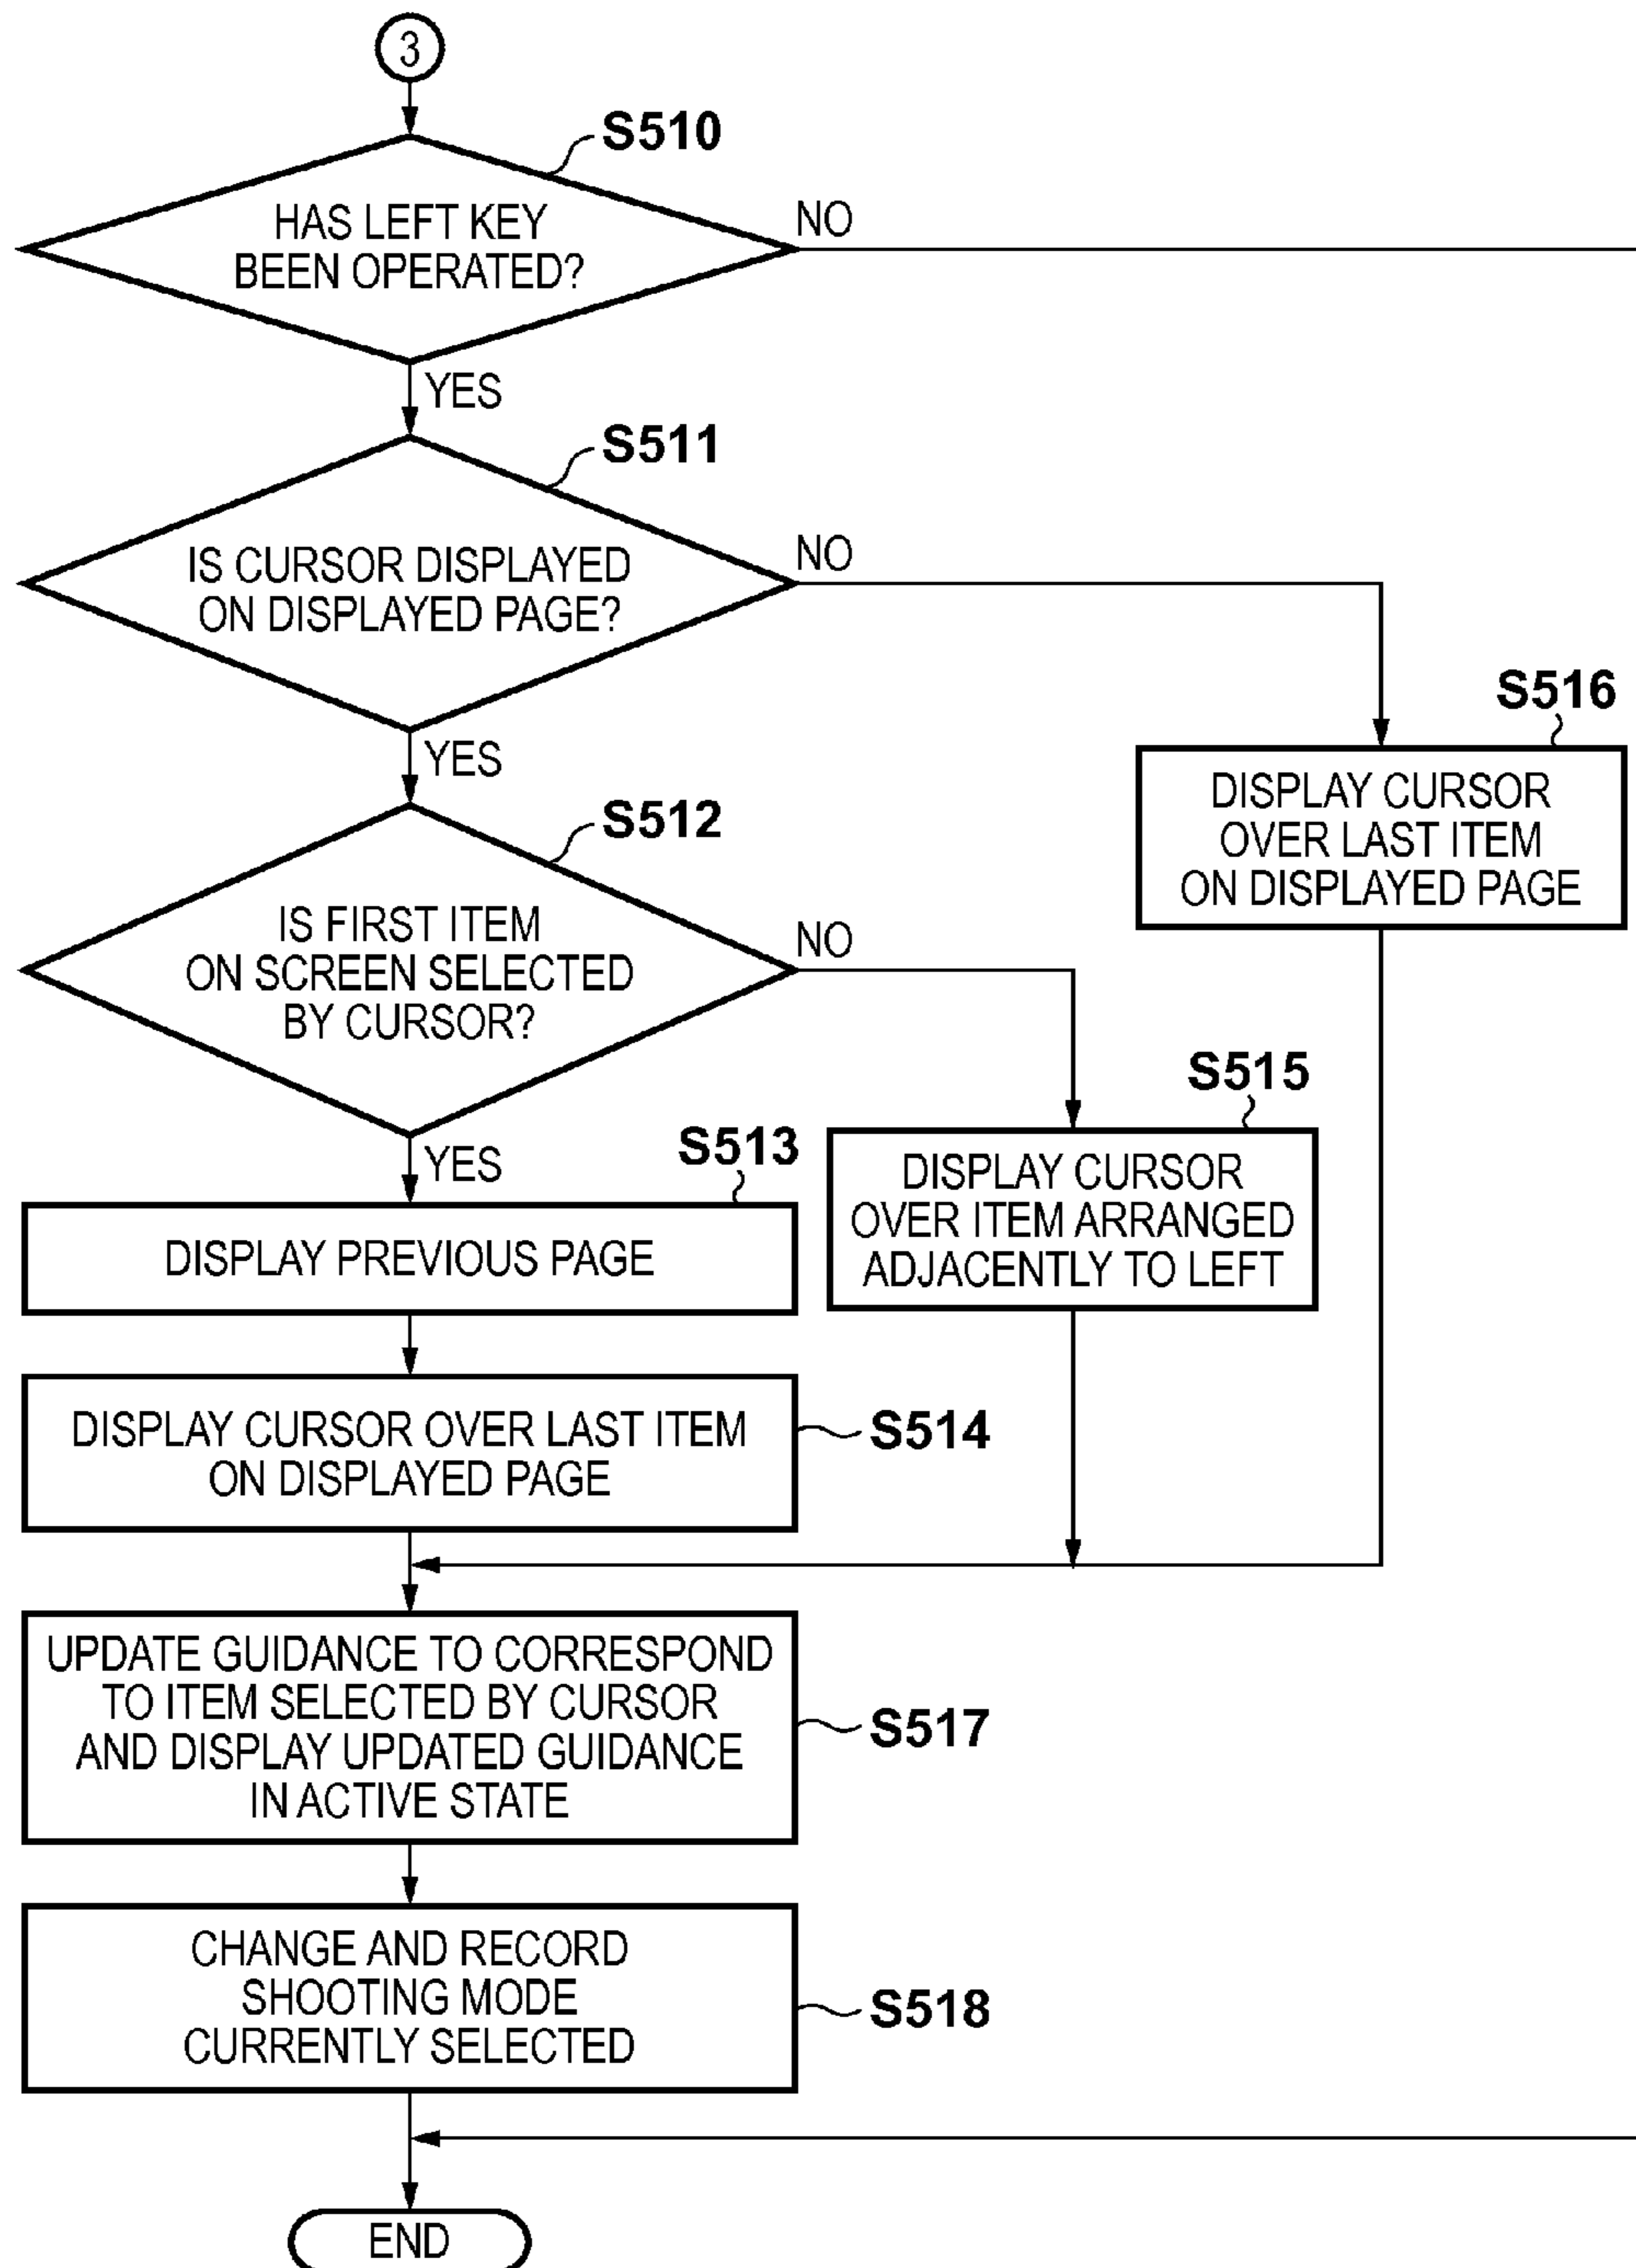 3
S510
HAS LEFT KEY
BEEN OPERATED?
NO
YES
S511
IS CURSOR DISPLAYED
ON DISPLAYED PAGE?
NO
YES
S516
DISPLAY CURSOR
OVER LAST ITEM
ON DISPLAYED PAGE
S512
IS FIRST ITEM
ON SCREEN SELECTED
BY CURSOR?
NO
YES
S515
DISPLAY CURSOR
OVER ITEM ARRANGED
ADJACENTLY TO LEFT
S513
DISPLAY PREVIOUS PAGE
DISPLAY CURSOR OVER LAST ITEM
ON DISPLAYED PAGE
S514
UPDATE GUIDANCE TO CORRESPOND
TO ITEM SELECTED BY CURSOR
AND DISPLAY UPDATED GUIDANCE
IN ACTIVE STATE
S517
CHANGE AND RECORD
SHOOTING MODE
CURRENTLY SELECTED
S518
END